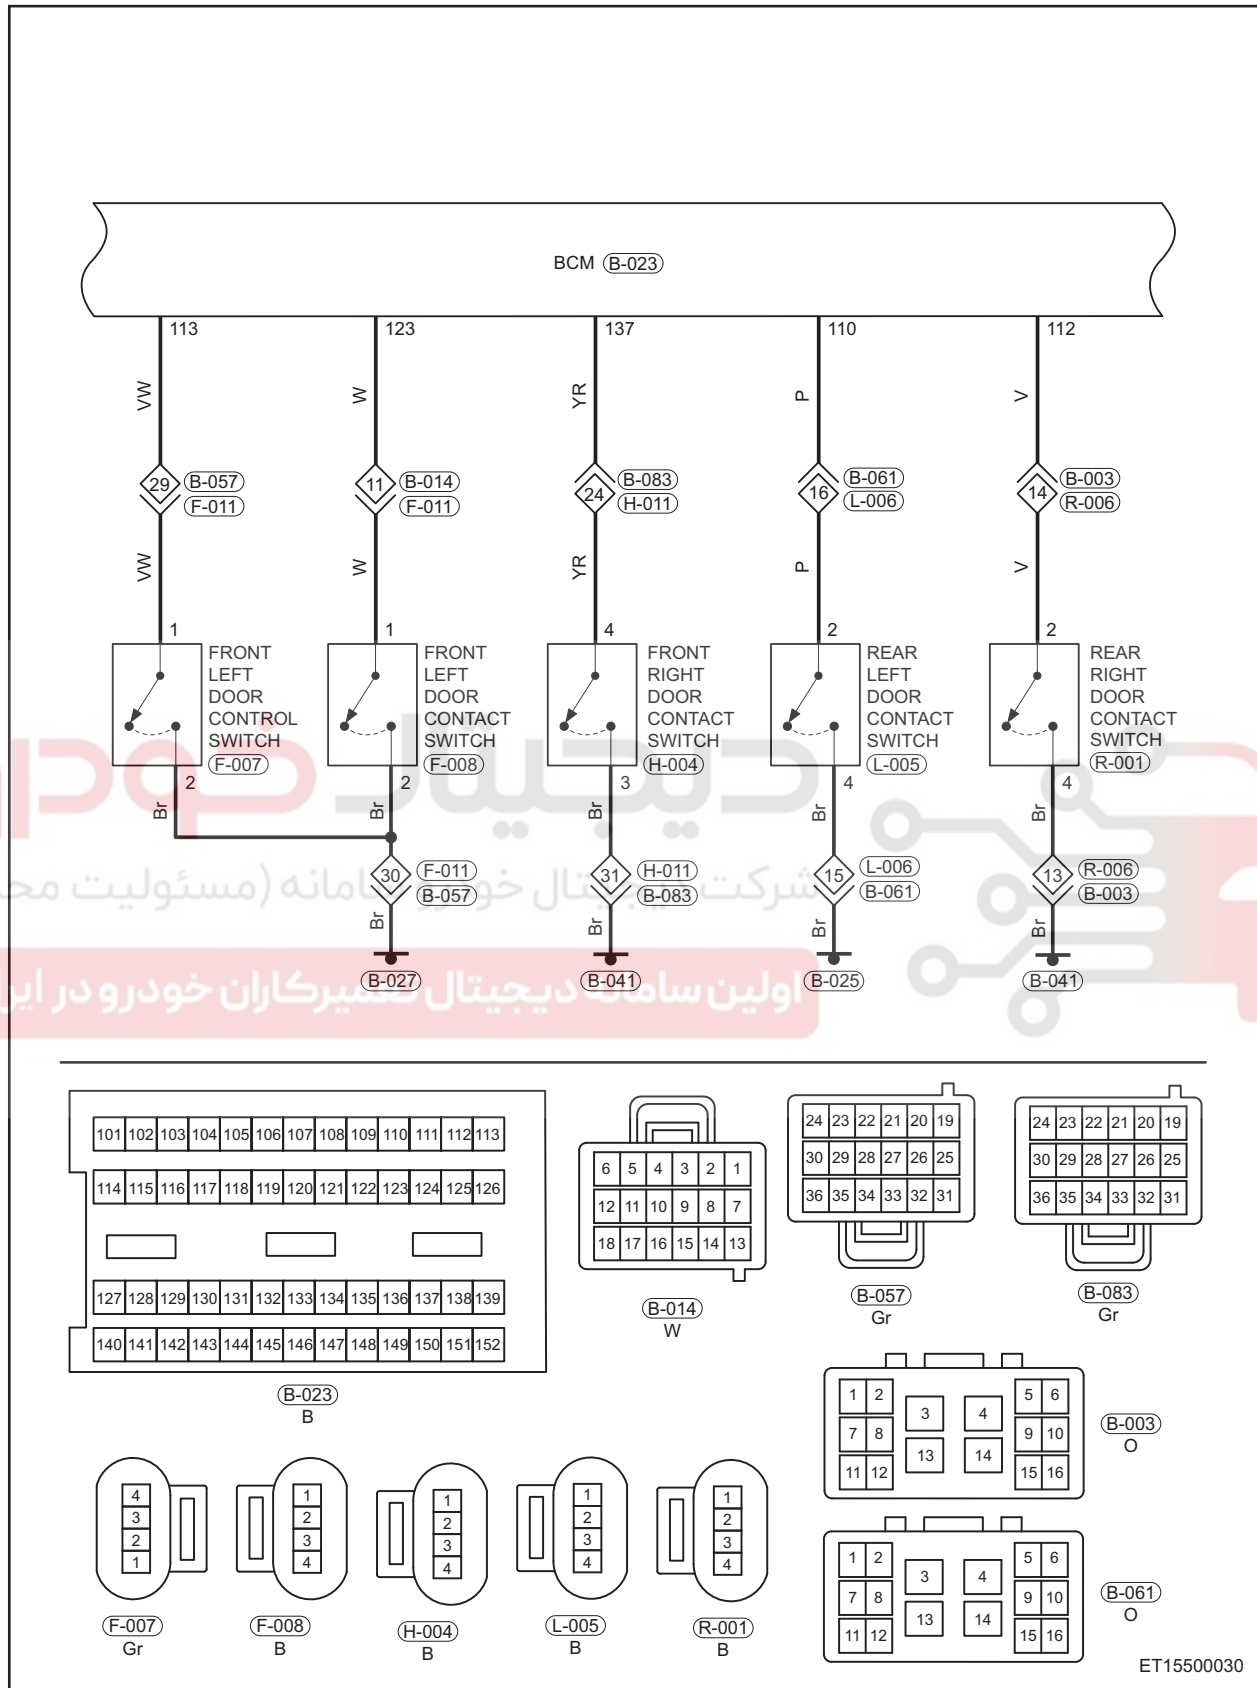 BCM B-023
113 123 137 110 112
VW W YR P V
29 B-057 11 B-014 24 B-083 16 B-061 14 B-003
F-011 F-011 H-011 L-006 R-006
VW W YR P V
1 1 4 2 2
FRONT FRONT FRONT REAR REAR
LEFT LEFT RIGHT LEFT RIGHT
DOOR DOOR DOOR DOOR DOOR
CONTROL CONTACT CONTACT CONTACT CONTACT
SWITCH SWITCH SWITCH SWITCH SWITCH
F-007 F-008 H-004 L-005 R-001
2 2 3 4 4
Br Br Br Br Br
دیجیتال خودرو
30 F-011 31 H-011 15 L-006 13 R-006
B-057 B-083 B-061 B-003
شرکت دیجیتال خودرو سامانه (مسئولیت
Br Br Br Br
B-027 B-041 B-025 B-041
اولین سامانه دیجیتال تعمیرکاران خودرو در
101 102 103 104 105 106 107 108 109 110 111 112 113
114 115 116 117 118 119 120 121 122 123 124 125 126
127 128 129 130 131 132 133 134 135 136 137 138 139
140 141 142 143 144 145 146 147 148 149 150 151 152
B-023
B
6 5 4 3 2 1
12 11 10 9 8 7
18 17 16 15 14 13
B-014
W
24 23 22 21 20 19
30 29 28 27 26 25
36 35 34 33 32 31
B-057
Gr
24 23 22 21 20 19
30 29 28 27 26 25
36 35 34 33 32 31
B-083
Gr
1 2 3 4 5 6
7 8 9 10
11 12 13 14 15 16
B-003
O
1 2 3 4 5 6
7 8 9 10
11 12 13 14 15 16
B-061
O
4
3
2
1
F-007
Gr
1
2
3
4
F-008
B
1
2
3
4
H-004
B
1
2
3
4
L-005
B
1
2
3
4
R-001
B
ET15500030